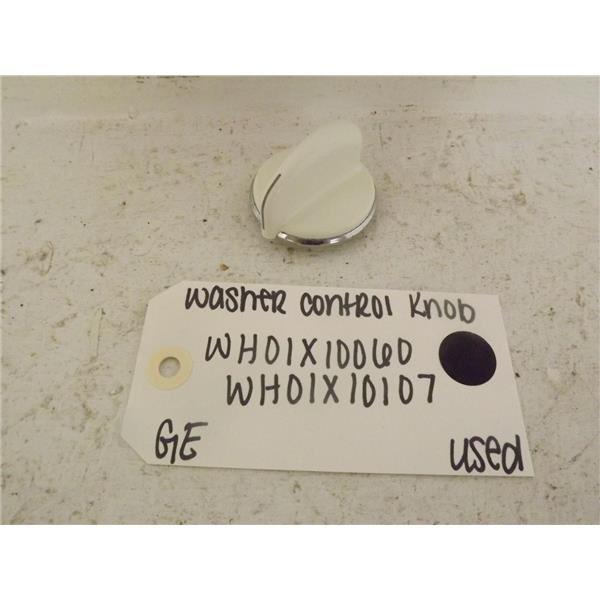 washer control Knob
WH01X10060
WH01X10107
GE
used